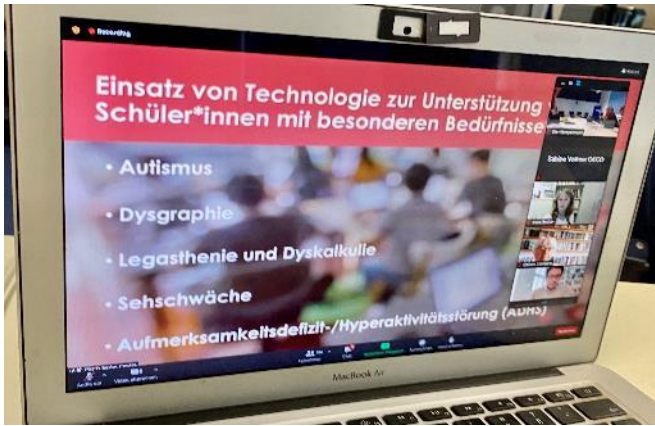 Recording
Einsatz von Technologie zur Unterstützung
Schüler*innen mit besonderen Bedürfnisse
• Autismus
• Dysgraphie
• Legasthenie und Dyskalkulie
• Sehschwäche
• Aufmerksamkeitsdefizit-/Hyperaktivitätsstörung (ADHS)
Sabine Vollmer OECD
MacBook Air